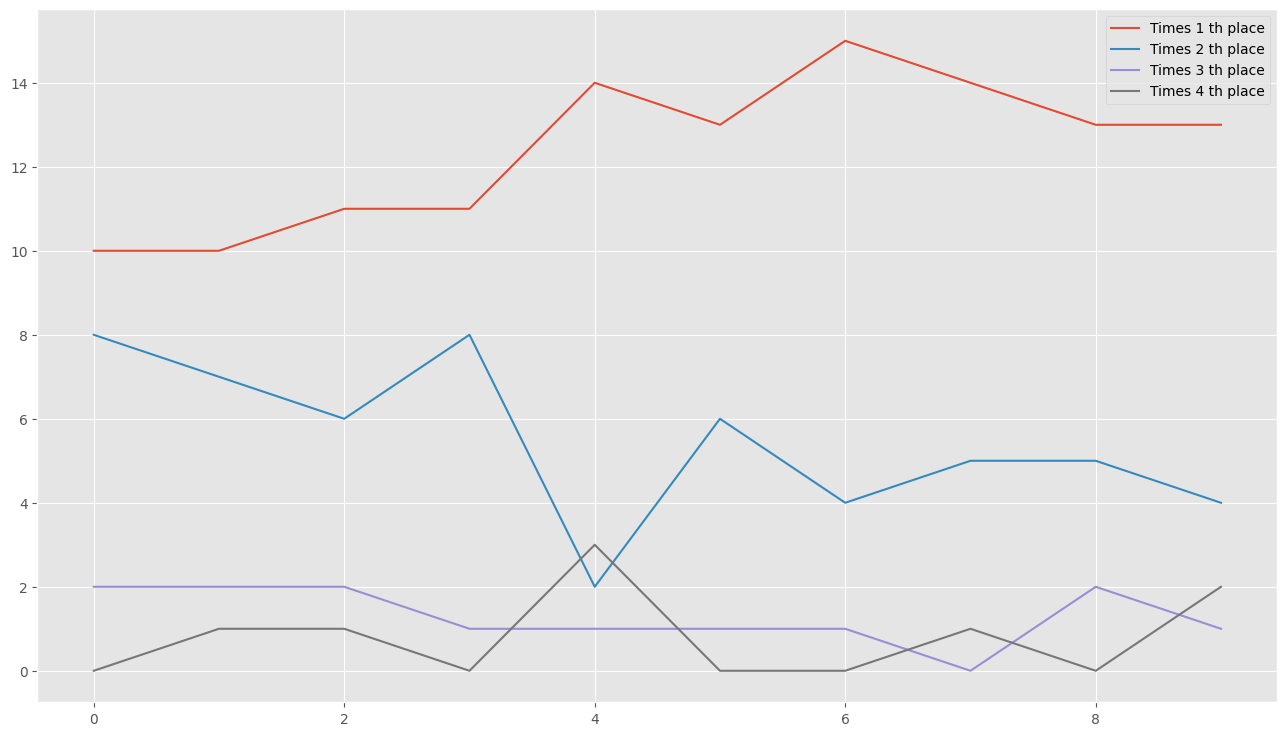 Times 1 th place
Times 2 th place
Times 3 th place
Times 4 th place
14
12
10
8
6
4
2
0
0 2 4 6 8